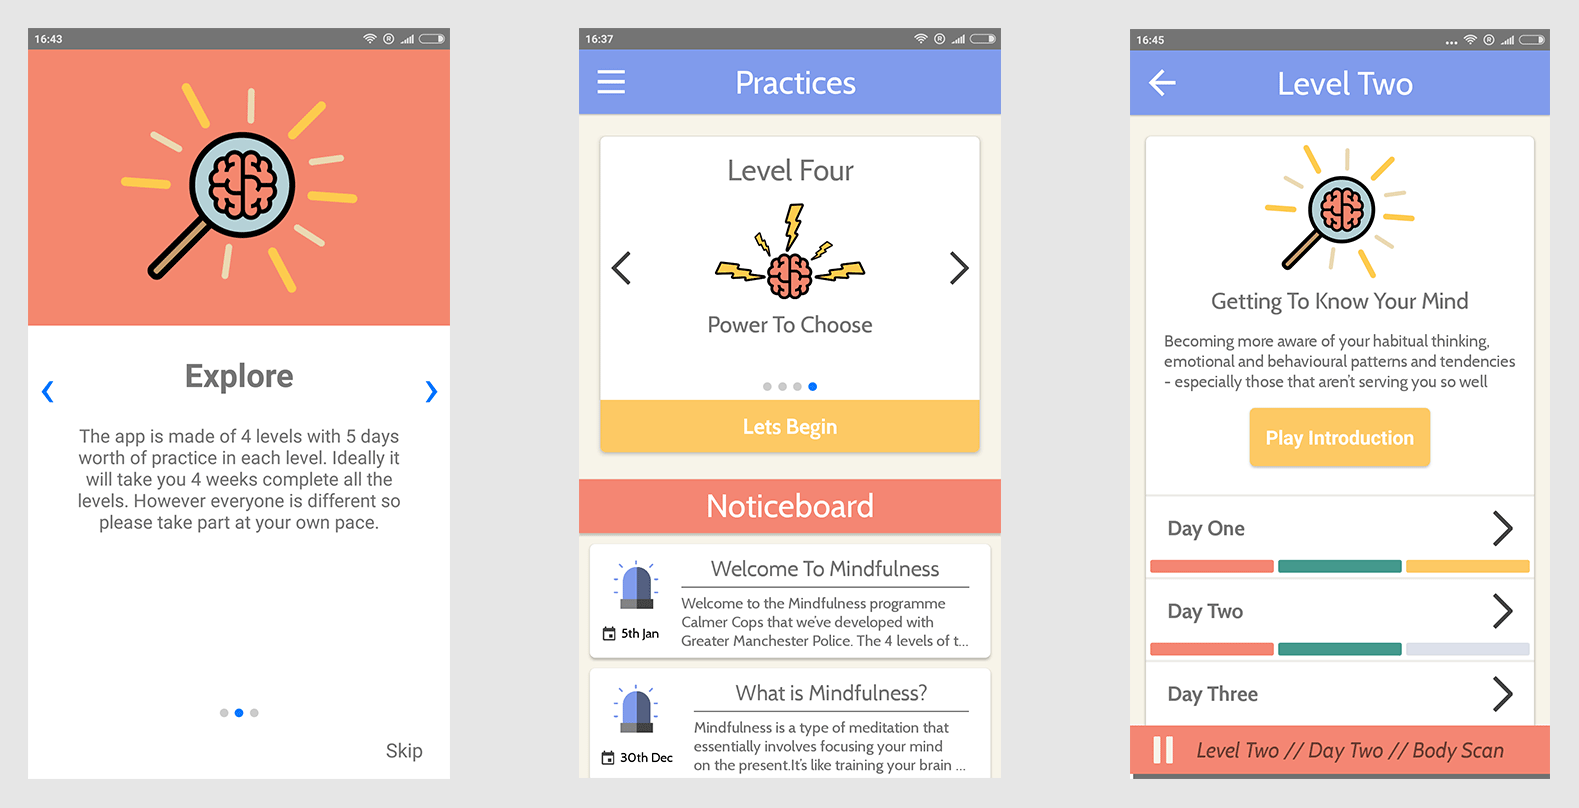 16:43
Explore
The app is made of 4 levels with 5 days
worth of practice in each level. Ideally it
will take you 4 weeks complete all the
levels. However everyone is different so
please take part at your own pace.
Skip
16:37
Practices
Level Four
Power To Choose
Lets Begin
Noticeboard
Welcome To Mindfulness
Welcome to the Mindfulness programme
Calmer Cops that we've developed with
Greater Manchester Police. The 4 levels of t...
5th Jan
What is Mindfulness?
Mindfulness is a type of meditation that
essentially involves focusing your mind
on the present.It's like training your brain ...
30th Dec
16:45
Level Two
Getting To Know Your Mind
Becoming more aware of your habitual thinking,
emotional and behavioural patterns and tendencies
- especially those that aren't serving you so well
Play Introduction
Day One
Day Two
Day Three
Level Two // Day Two // Body Scan